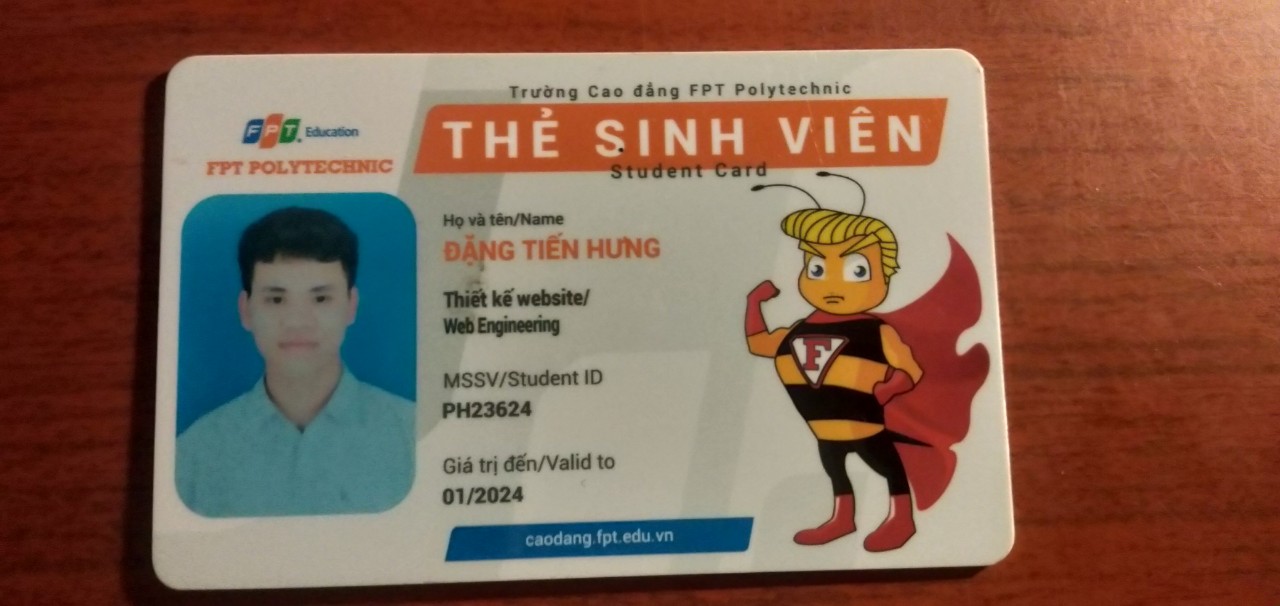 FPT Education
FPT POLYTECHNIC
Trường Cao đẳng FPT Polytechnic
THẺ SINH VIÊN
Student Card
Họ và tên/Name
ĐẶNG TIẾN HƯNG
Thiết kế website/
Web Engineering
MSSV/Student ID
PH23624
Giá trị đến/Valid to
01/2024
caodang.fpt.edu.vn
F